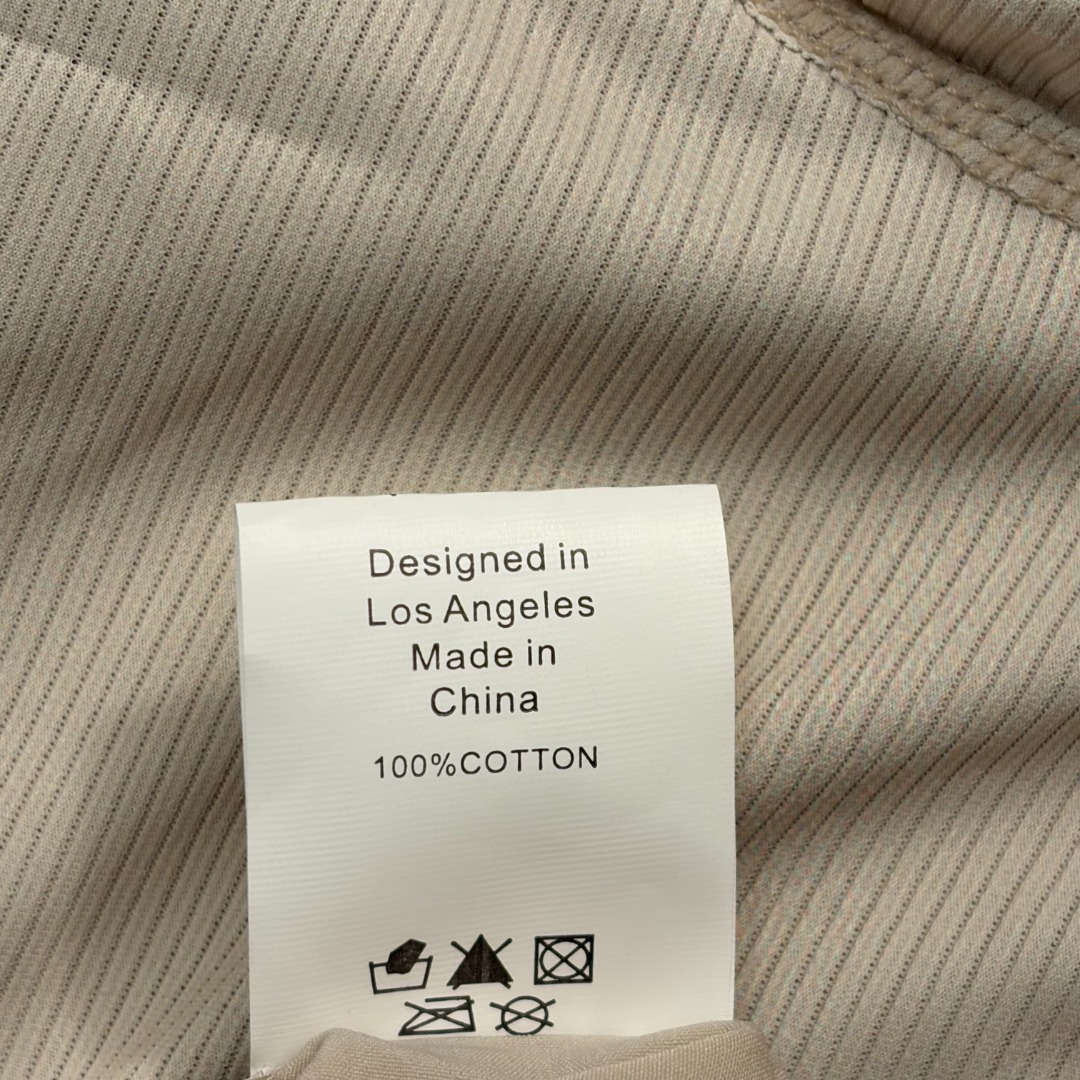 Designed in
Los Angeles
Made in
China
100%COTTON